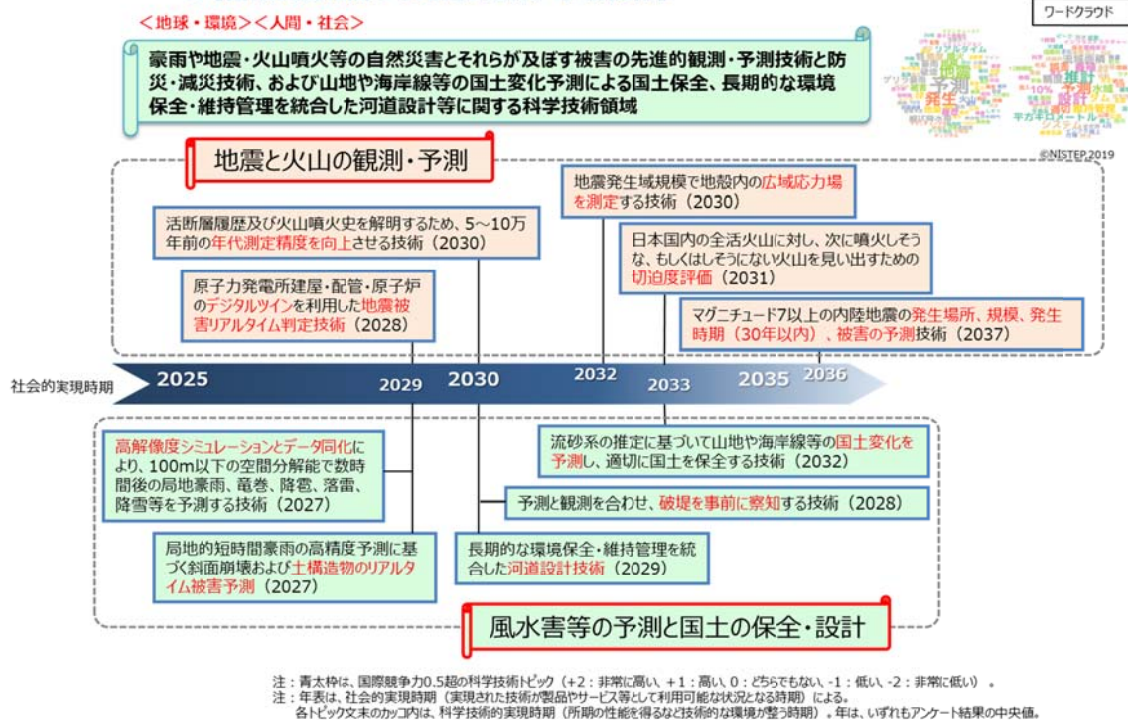 ワードクラウド
＜地球・環境＞＜人間・社会＞
豪雨や地震・火山噴火等の自然災害とそれらが及ぼす被害の先進的観測・予測技術と防
災・減災技術、および山地や海岸線等の国土変化予測による国土保全、長期的な環境
保全・維持管理を統合した河道設計等に関する科学技術領域
予測
地震
発生
推計
予測
設計
10%
平方キロメートル
システム
©NISTEP,2019
地震と火山の観測・予測
地震発生域規模で地殻内の広域応力場
を測定する技術（2030）
活断層履歴及び火山噴火史を解明するため、5～10万
年前の年代測定精度を向上させる技術（2030）
日本国内の全活火山に対し、次に噴火しそう
な、もしくはしそうにない火山を見い出すための
切迫度評価（2031）
原子力発電所建屋・配管・原子炉
のデジタルツインを利用した地震被
害リアルタイム判定技術（2028）
マグニチュード7以上の内陸地震の発生場所、規模、発生
時期（30年以内）、被害の予測技術（2037）
社会的実現時期
2025
2029
2030
2032
2033
2035
2036
高解像度シミュレーションとデータ同化に
より、100m以下の空間分解能で数時
間後の局地豪雨、竜巻、降雹、落雷、
降雪等を予測する技術（2027）
流砂系の推定に基づいて山地や海岸線等の国土変化を
予測し、適切に国土を保全する技術（2032）
予測と観測を合わせ、破堤を事前に察知する技術（2028）
局地的短時間豪雨の高精度予測に基
づく斜面崩壊および土構造物のリアルタ
イム被害予測（2027）
長期的な環境保全・維持管理を統
合した河道設計技術（2029）
風水害等の予測と国土の保全・設計
注：青太枠は、国際競争力0.5超の科学技術トピック（+2：非常に高い、+1：高い、0：どちらでもない、-1：低い、-2：非常に低い）。
注：年表は、社会的実現時期（実現された技術が製品やサービス等として利用可能な状況となる時期）による。
各トピック文末のカッコ内は、科学技術的実現時期（所期の性能を得るなど技術的な環境が整う時期）。年は、いずれもアンケート結果の中央値。